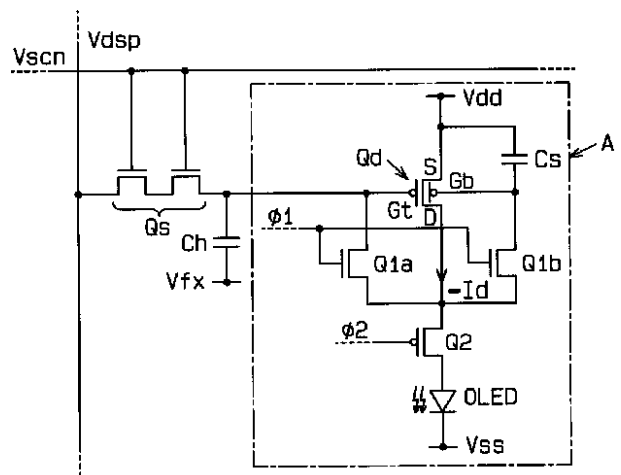 Vdsp
Vscn
Vdd
A
Qd
S
Cs
Gb
Gt
D
Qs
Ch
φ1
Q1a
Q1b
Vfx
-Id
φ2
Q2
OLED
Vss